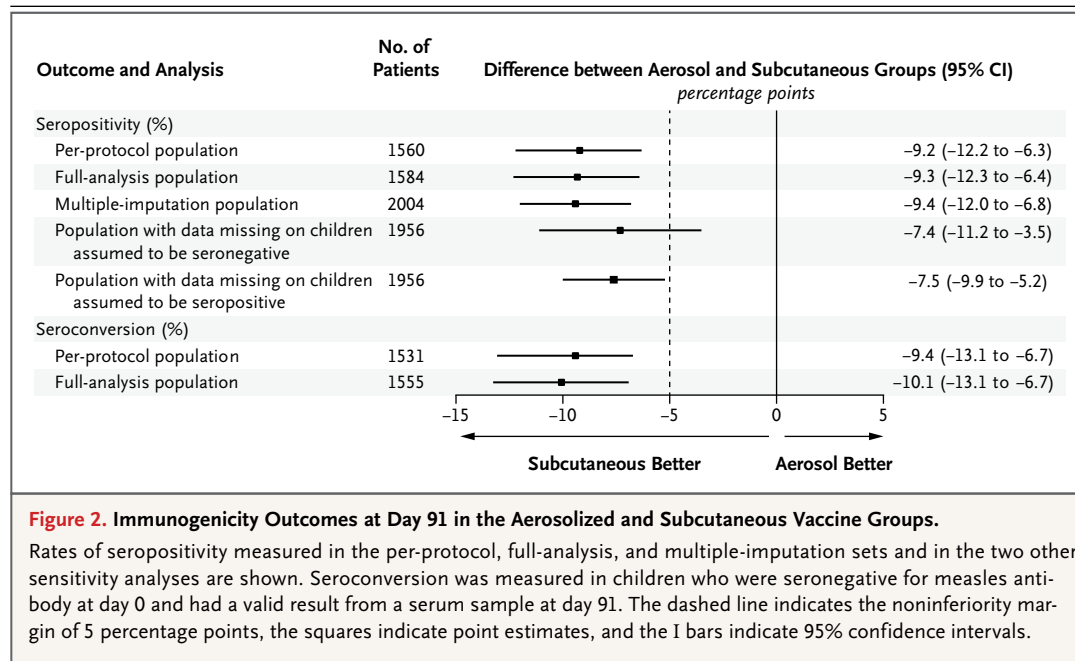 No. of
Outcome and Analysis Patients Difference between Aerosol and Subcutaneous Groups (95% CI)
percentage points
Seropositivity (%)
Per-protocol population 1560 –9.2 (–12.2 to –6.3)
Full-analysis population 1584 –9.3 (–12.3 to –6.4)
Multiple-imputation population 2004 –9.4 (–12.0 to –6.8)
Population with data missing on children 1956 –7.4 (–11.2 to –3.5)
assumed to be seronegative
Population with data missing on children 1956 –7.5 (–9.9 to –5.2)
assumed to be seropositive
Seroconversion (%)
Per-protocol population 1531 –9.4 (–13.1 to –6.7)
Full-analysis population 1555 –10.1 (–13.1 to –6.7)
–15 –10 –5 0 5
Subcutaneous Better Aerosol Better
Figure 2. Immunogenicity Outcomes at Day 91 in the Aerosolized and Subcutaneous Vaccine Groups.
Rates of seropositivity measured in the per-protocol, full-analysis, and multiple-imputation sets and in the two other
sensitivity analyses are shown. Seroconversion was measured in children who were seronegative for measles anti-
body at day 0 and had a valid result from a serum sample at day 91. The dashed line indicates the noninferiority mar-
gin of 5 percentage points, the squares indicate point estimates, and the I bars indicate 95% confidence intervals.